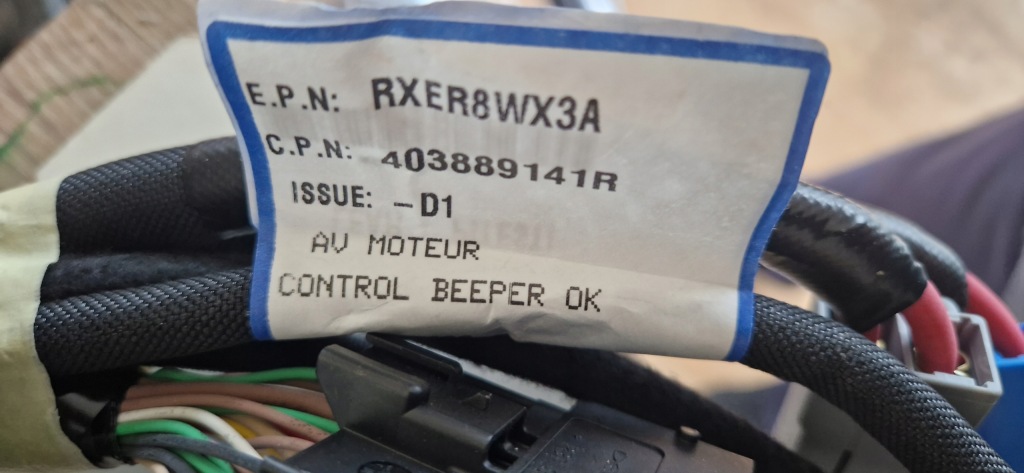 E.P.N: RXER8WX3A
C.P.N: 403889141R
ISSUE: -D1
AV MOTEUR
CONTROL BEEPER OK